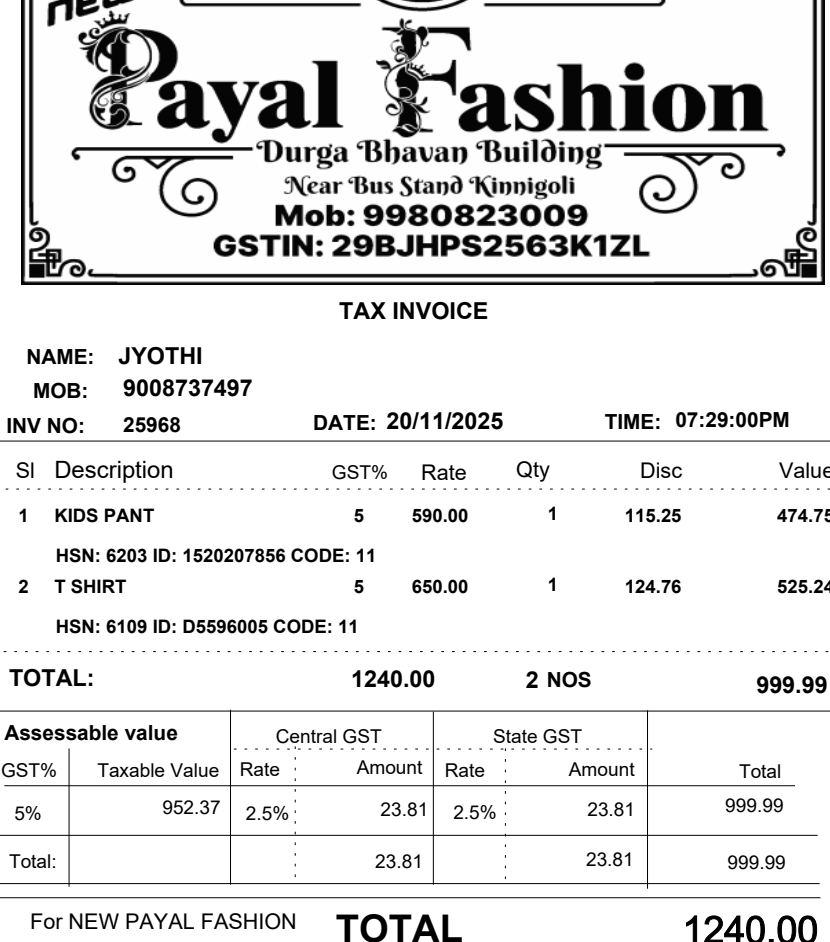 new
Payal Fashion
Durga Bhavan Building
Near Bus Stand Kinnigoli
Mob: 9980823009
GSTIN: 29BJHPS2563K1ZL
TAX INVOICE
NAME: JYOTHI
MOB: 9008737497
INV NO: 25968 DATE: 20/11/2025 TIME: 07:29:00PM
Sl Description GST% Rate Qty Disc Value
1 KIDS PANT 5 590.00 1 115.25 474.75
HSN: 6203 ID: 1520207856 CODE: 11
2 T SHIRT 5 650.00 1 124.76 525.24
HSN: 6109 ID: D5596005 CODE: 11
TOTAL: 1240.00 2 NOS 999.99
Assessable value Central GST State GST
GST% Taxable Value Rate Amount Rate Amount Total
5% 952.37 2.5% 23.81 2.5% 23.81 999.99
Total: 23.81 23.81 999.99
For NEW PAYAL FASHION TOTAL 1240.00